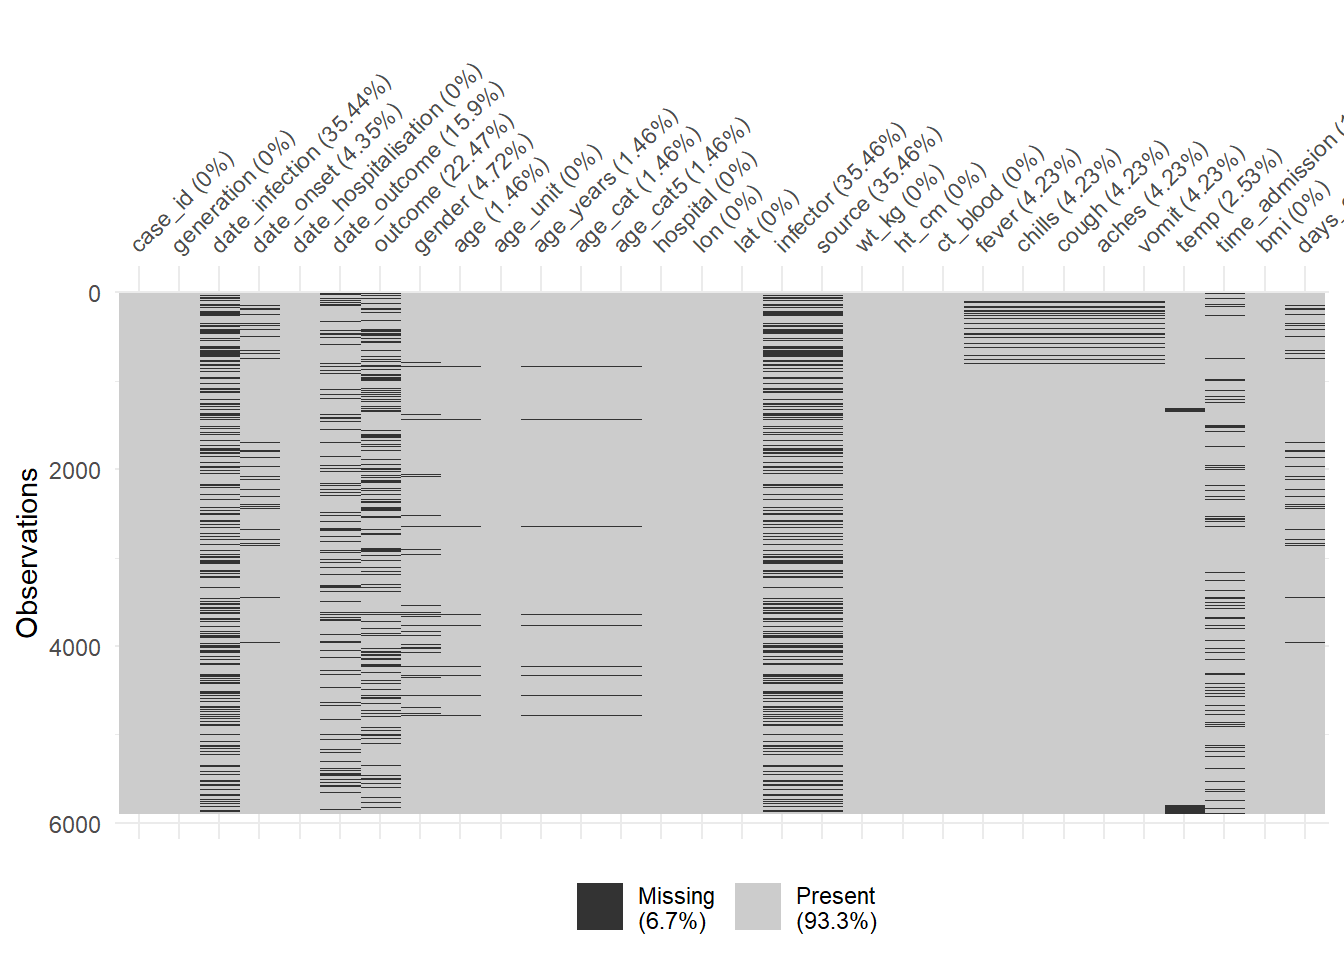 case_id (0%)
generation (0%)
date_infection (35.44%)
date_onset (4.35%)
date_hospitalisation (0%)
date_outcome (15.9%)
outcome (22.47%)
gender (4.72%)
age (1.46%)
age_unit (0%)
age_years (1.46%)
age_cat (1.46%)
age_cat5 (1.46%)
hospital (0%)
lon (0%)
lat (0%)
infector (35.46%)
source (35.46%)
wt_kg (0%)
ht_cm (0%)
ct_blood (0%)
fever (4.23%)
chills (4.23%)
cough (4.23%)
aches (4.23%)
vomit (4.23%)
temp (2.53%)
time_admission
bmi (0%)
Observations
0
2000
4000
6000
Missing
(6.7%)
Present
(93.3%)